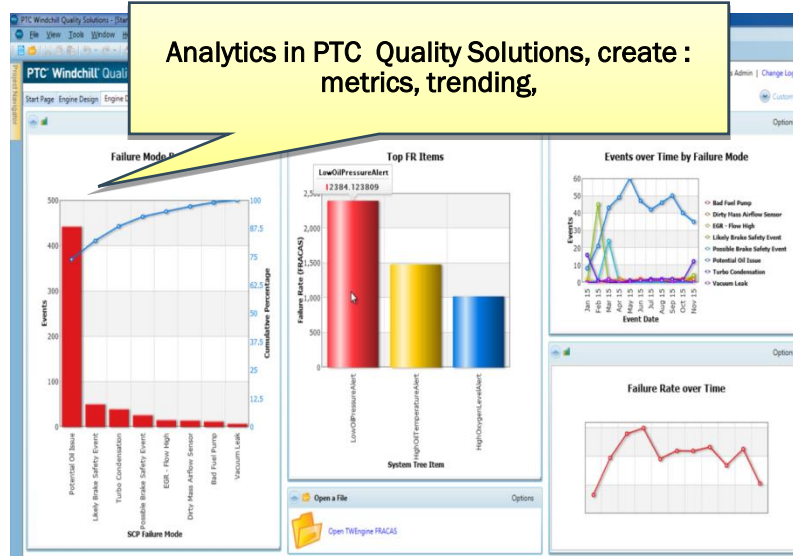 PTC Windchill Quality Solutions - [Star
File View Tools Window H
PTC® Windchill® Quali
s Admin | Change Log
Project Navigator
Start Page Engine Design Engine D
Custom
Analytics in PTC Quality Solutions, create :
metrics, trending,
Option
Failure Mode P
500
400
300
200
100
0
Events
100
87.5
75
62.5
50
37.5
25
12.5
0
Cumulative Percentage
Potential Oil Issue
Likely Brake Safety Event
Turbo Condensation
Possible Brake Safety Event
EGR - Flow High
Dirty Mass Airflow Sensor
Bad Fuel Pump
Vacuum Leak
SCP Failure Mode
Top FR Items
LowOilPressureAlert
2384.123809
2,500
1,500
1,000
500
0
Failure Rate (FRACAS)
LowOilPressureAlert
HighOilTemperatureAlert
HighOxygenLevelAlert
System Tree Item
Open a File
Options
Open TWEngine FRACAS
Events over Time by Failure Mode
60
50
40
30
20
10
0
Events
Jan 15
Feb 15
Mar 15
Apr 15
May 15
Jun 15
Jul 15
Aug 15
Sep 15
Oct 15
Nov 15
Event Date
Bad Fuel Pump
Dirty Mass Airflow Sensor
EGR - Flow High
Likely Brake Safety Event
Possible Brake Safety Event
Potential Oil Issue
Turbo Condensation
Vacuum Leak
Option
Failure Rate over Time